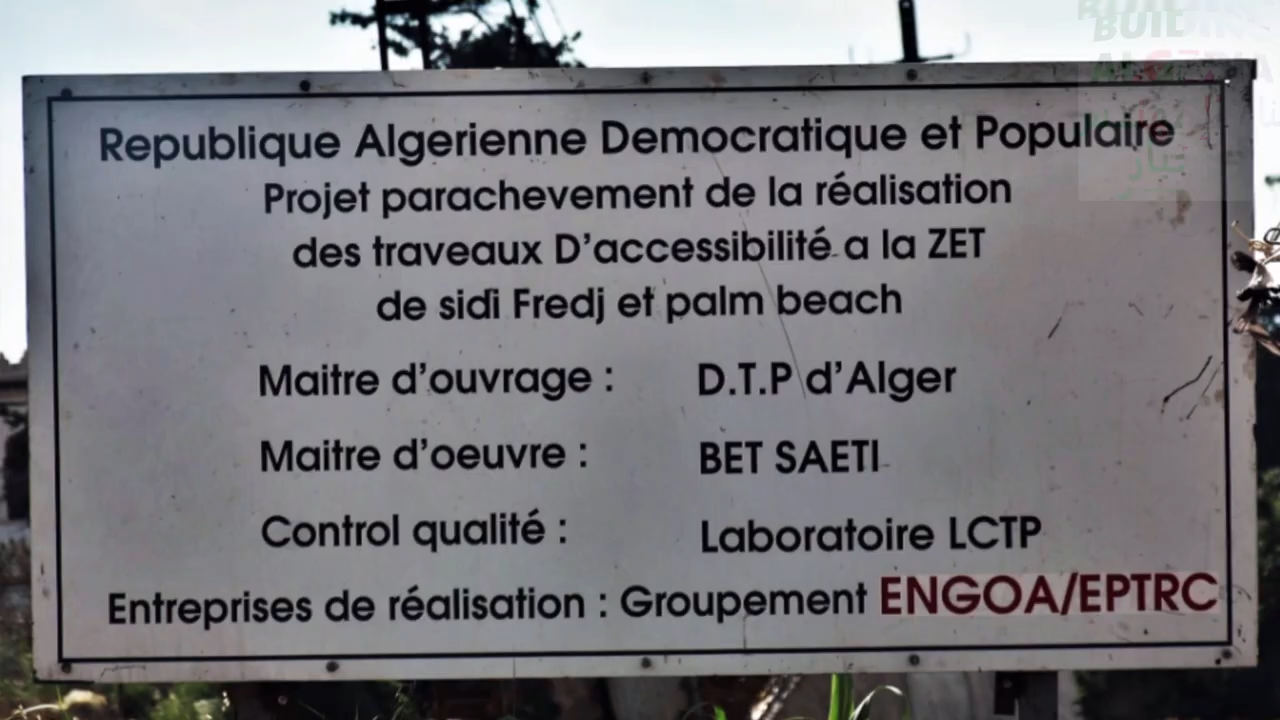 BUILDING
Republique Algerienne Democratique et Populaire
Projet parachevement de la réalisation
des traveaux D'accessibilité a la ZET
de sidi Fredj et palm beach
Maitre d'ouvrage : D.T.P d'Alger
Maitre d'oeuvre : BET SAETI
Control qualité : Laboratoire LCTP
Entreprises de réalisation : Groupement ENGOA/EPTRC